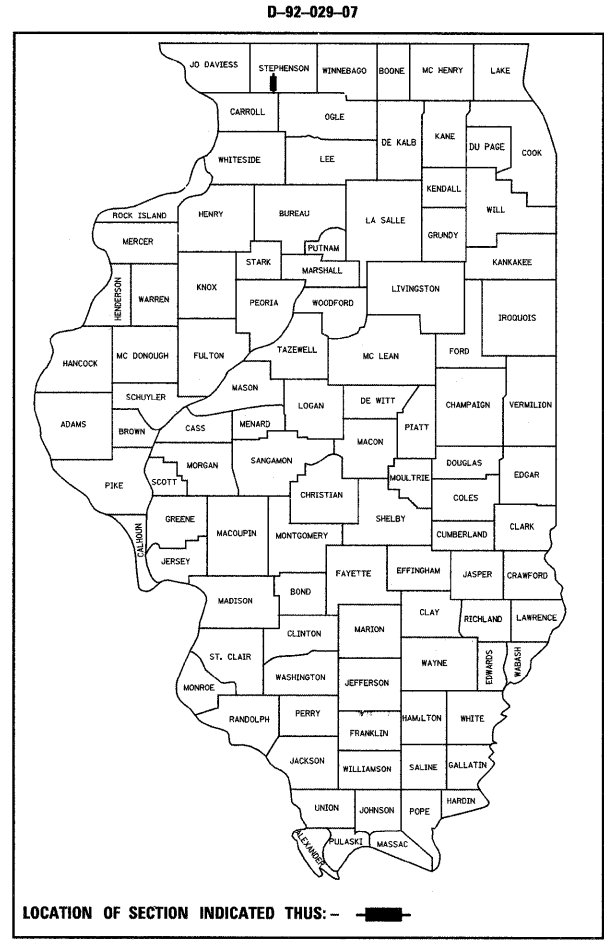 D-92-029-07
JO DAVIESS
STEPHENSON
WINNEBAGO
BOONE
MC HENRY
LAKE
CARROLL
OGLE
DE KALB
KANE
DU PAGE
COOK
WHITESIDE
LEE
KENDALL
WILL
ROCK ISLAND
HENRY
BUREAU
LA SALLE
GRUNDY
MERCER
PUTNAM
STARK
MARSHALL
KANKAKEE
HENDERSON
WARREN
KNOX
PEORIA
WOODFORD
LIVINGSTON
IROQUOIS
HANCOCK
MC DONOUGH
FULTON
TAZEWELL
MC LEAN
FORD
MASON
SCHUYLER
LOGAN
DE WITT
CHAMPAIGN
VERMILION
ADAMS
BROWN
CASS
MENARD
MACON
PIATT
PIKE
SCOTT
MORGAN
SANGAMON
CHRISTIAN
MOULTRIE
DOUGLAS
EDGAR
COLES
GREENE
MACOUPIN
MONTGOMERY
SHELBY
CUMBERLAND
CLARK
CALHOUN
JERSEY
FAYETTE
EFFINGHAM
JASPER
CRAWFORD
MADISON
BOND
CLAY
RICHLAND
LAWRENCE
CLINTON
MARION
ST. CLAIR
WAYNE
EDWARDS
WABASH
WASHINGTON
JEFFERSON
MONROE
RANDOLPH
PERRY
FRANKLIN
HAMILTON
WHITE
JACKSON
WILLIAMSON
SALINE
GALLATIN
UNION
JOHNSON
POPE
HARDIN
ALEXANDER
PULASKI
MASSAC
LOCATION OF SECTION INDICATED THUS: -